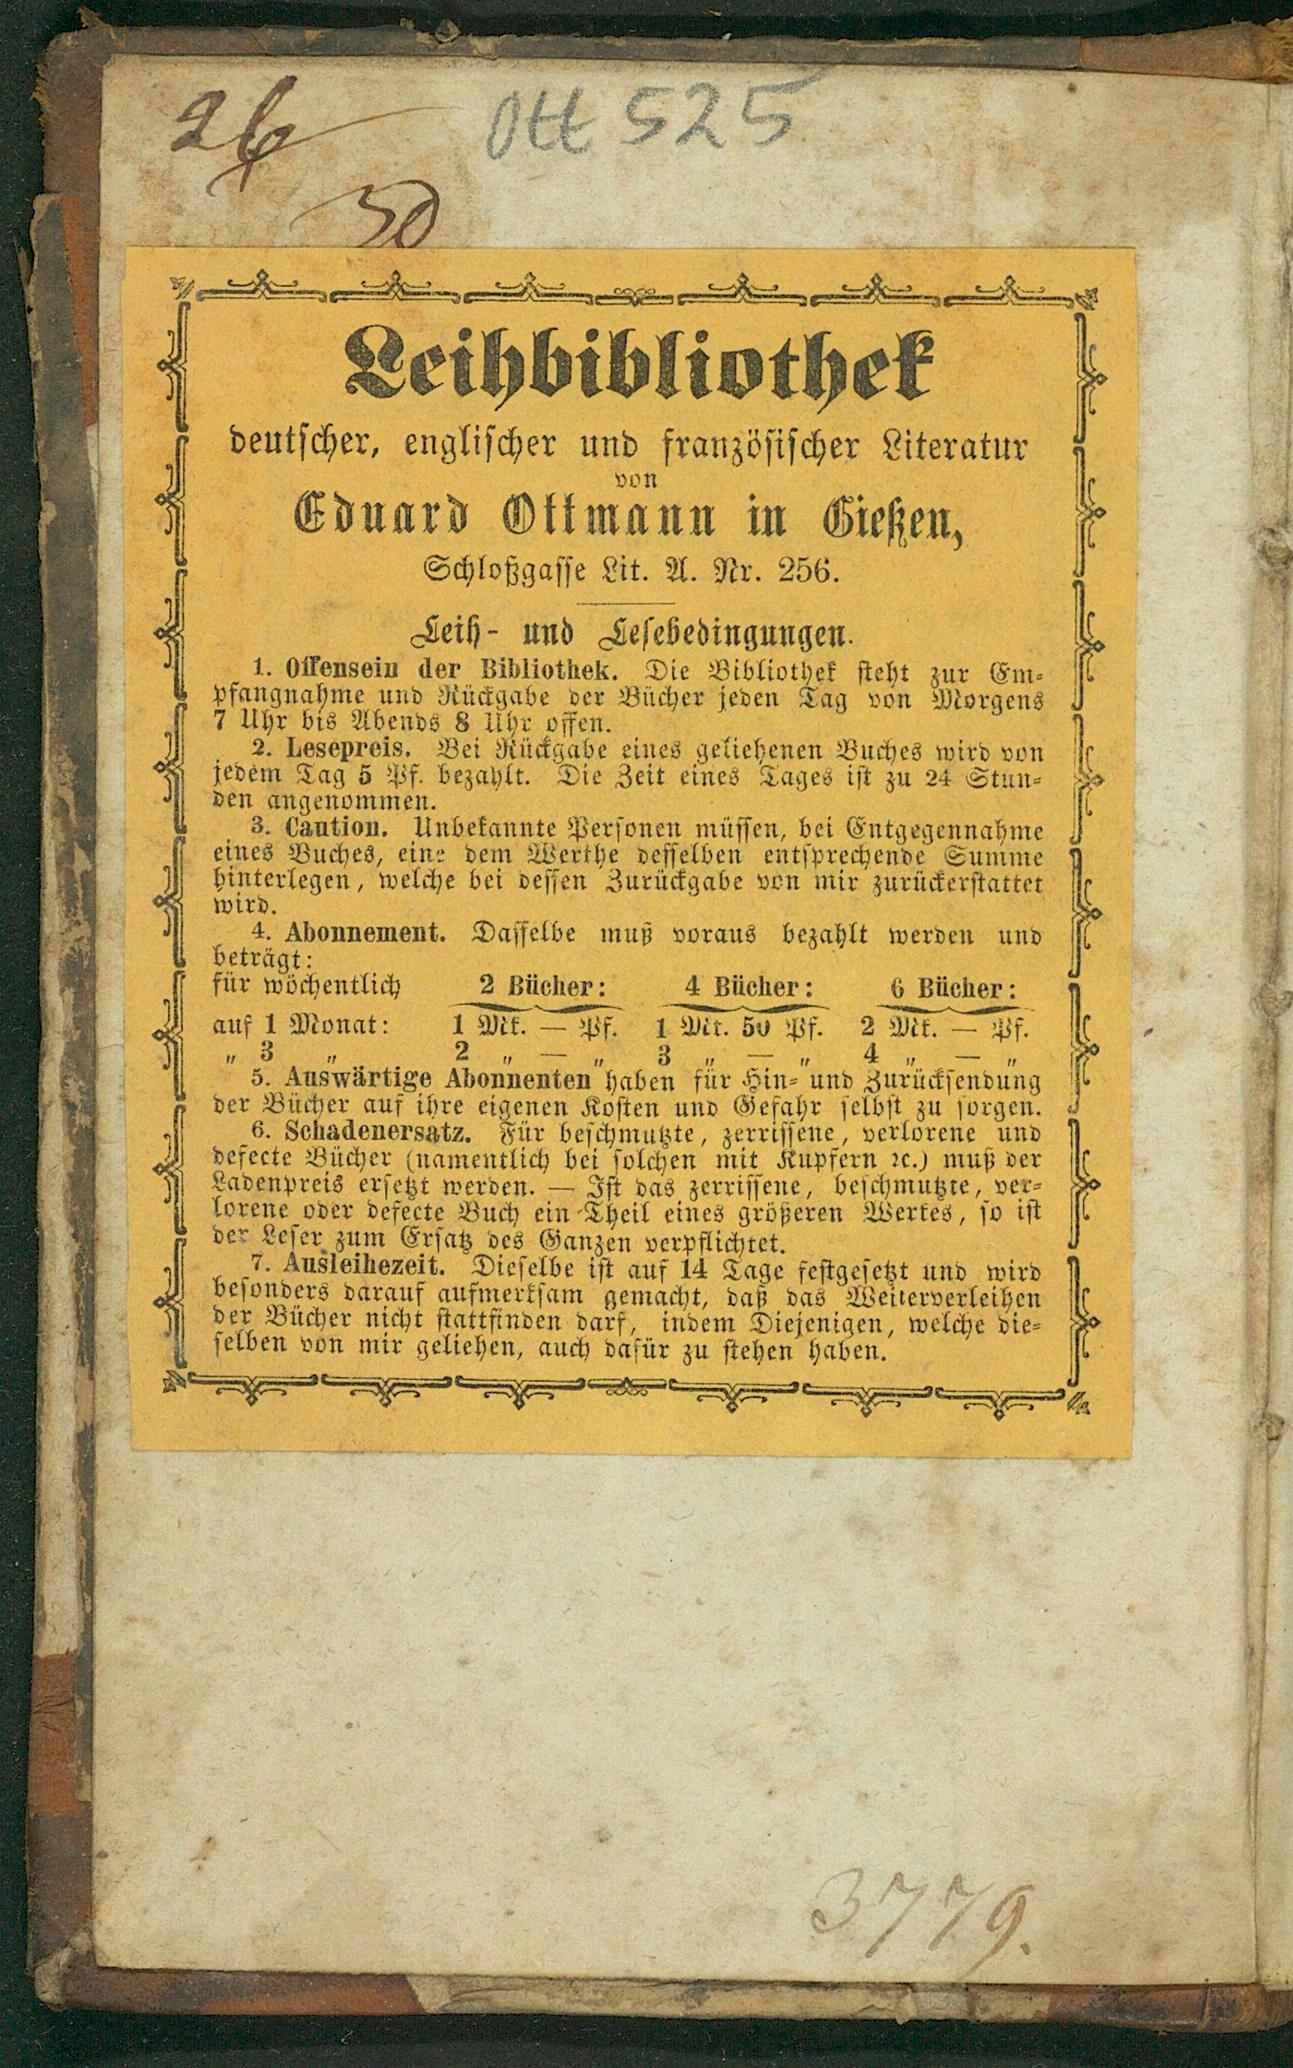 Ott 525
30
Leihbibliothek
deutscher, englischer und französischer Literatur
von
Eduard Ottmann in Gießen,
Schloßgasse Lit. A. Nr. 256.
Leih- und Lesebedingungen.
1. Offensein der Bibliothek. Die Bibliothek steht zur Em-
pfangnahme und Rückgabe der Bücher jeden Tag von Morgens
7 Uhr bis Abends 8 Uhr offen.
2. Lesepreis. Bei Rückgabe eines geliehenen Buches wird von
jedem Tag 5 Pf. bezahlt. Die Zeit eines Tages ist zu 24 Stun-
den angenommen.
3. Caution. Unbekannte Personen müssen, bei Entgegennahme
eines Buches, eine dem Werthe desselben entsprechende Summe
hinterlegen, welche bei dessen Zurückgabe von mir zurückerstattet
wird.
4. Abonnement. Dasselbe muß voraus bezahlt werden und
beträgt:
für wöchentlich 2 Bücher: 4 Bücher: 6 Bücher:
auf 1 Monat: 1 Mk. — Pf. 1 Mk. 50 Pf. 2 Mk. — Pf.
„ 3 „ 2 „ — „ 3 „ — „ 4 „ — „
5. Auswärtige Abonnenten haben für Hin- und Zurücksendung
der Bücher auf ihre eigenen Kosten und Gefahr selbst zu sorgen.
6. Schadenersatz. Für beschmutzte, zerrissene, verlorene und
defecte Bücher (namentlich bei solchen mit Kupfern ꝛc.) muß der
Ladenpreis ersetzt werden. — Ist das zerrissene, beschmutzte, ver-
lorene oder defecte Buch ein Theil eines größeren Wertes, so ist
der Leser zum Ersatz des Ganzen verpflichtet.
7. Ausleihezeit. Dieselbe ist auf 14 Tage festgesetzt und wird
besonders darauf aufmerksam gemacht, daß das Weiterverleihen
der Bücher nicht stattfinden darf, indem Diejenigen, welche die-
selben von mir geliehen, auch dafür zu stehen haben.
3779.